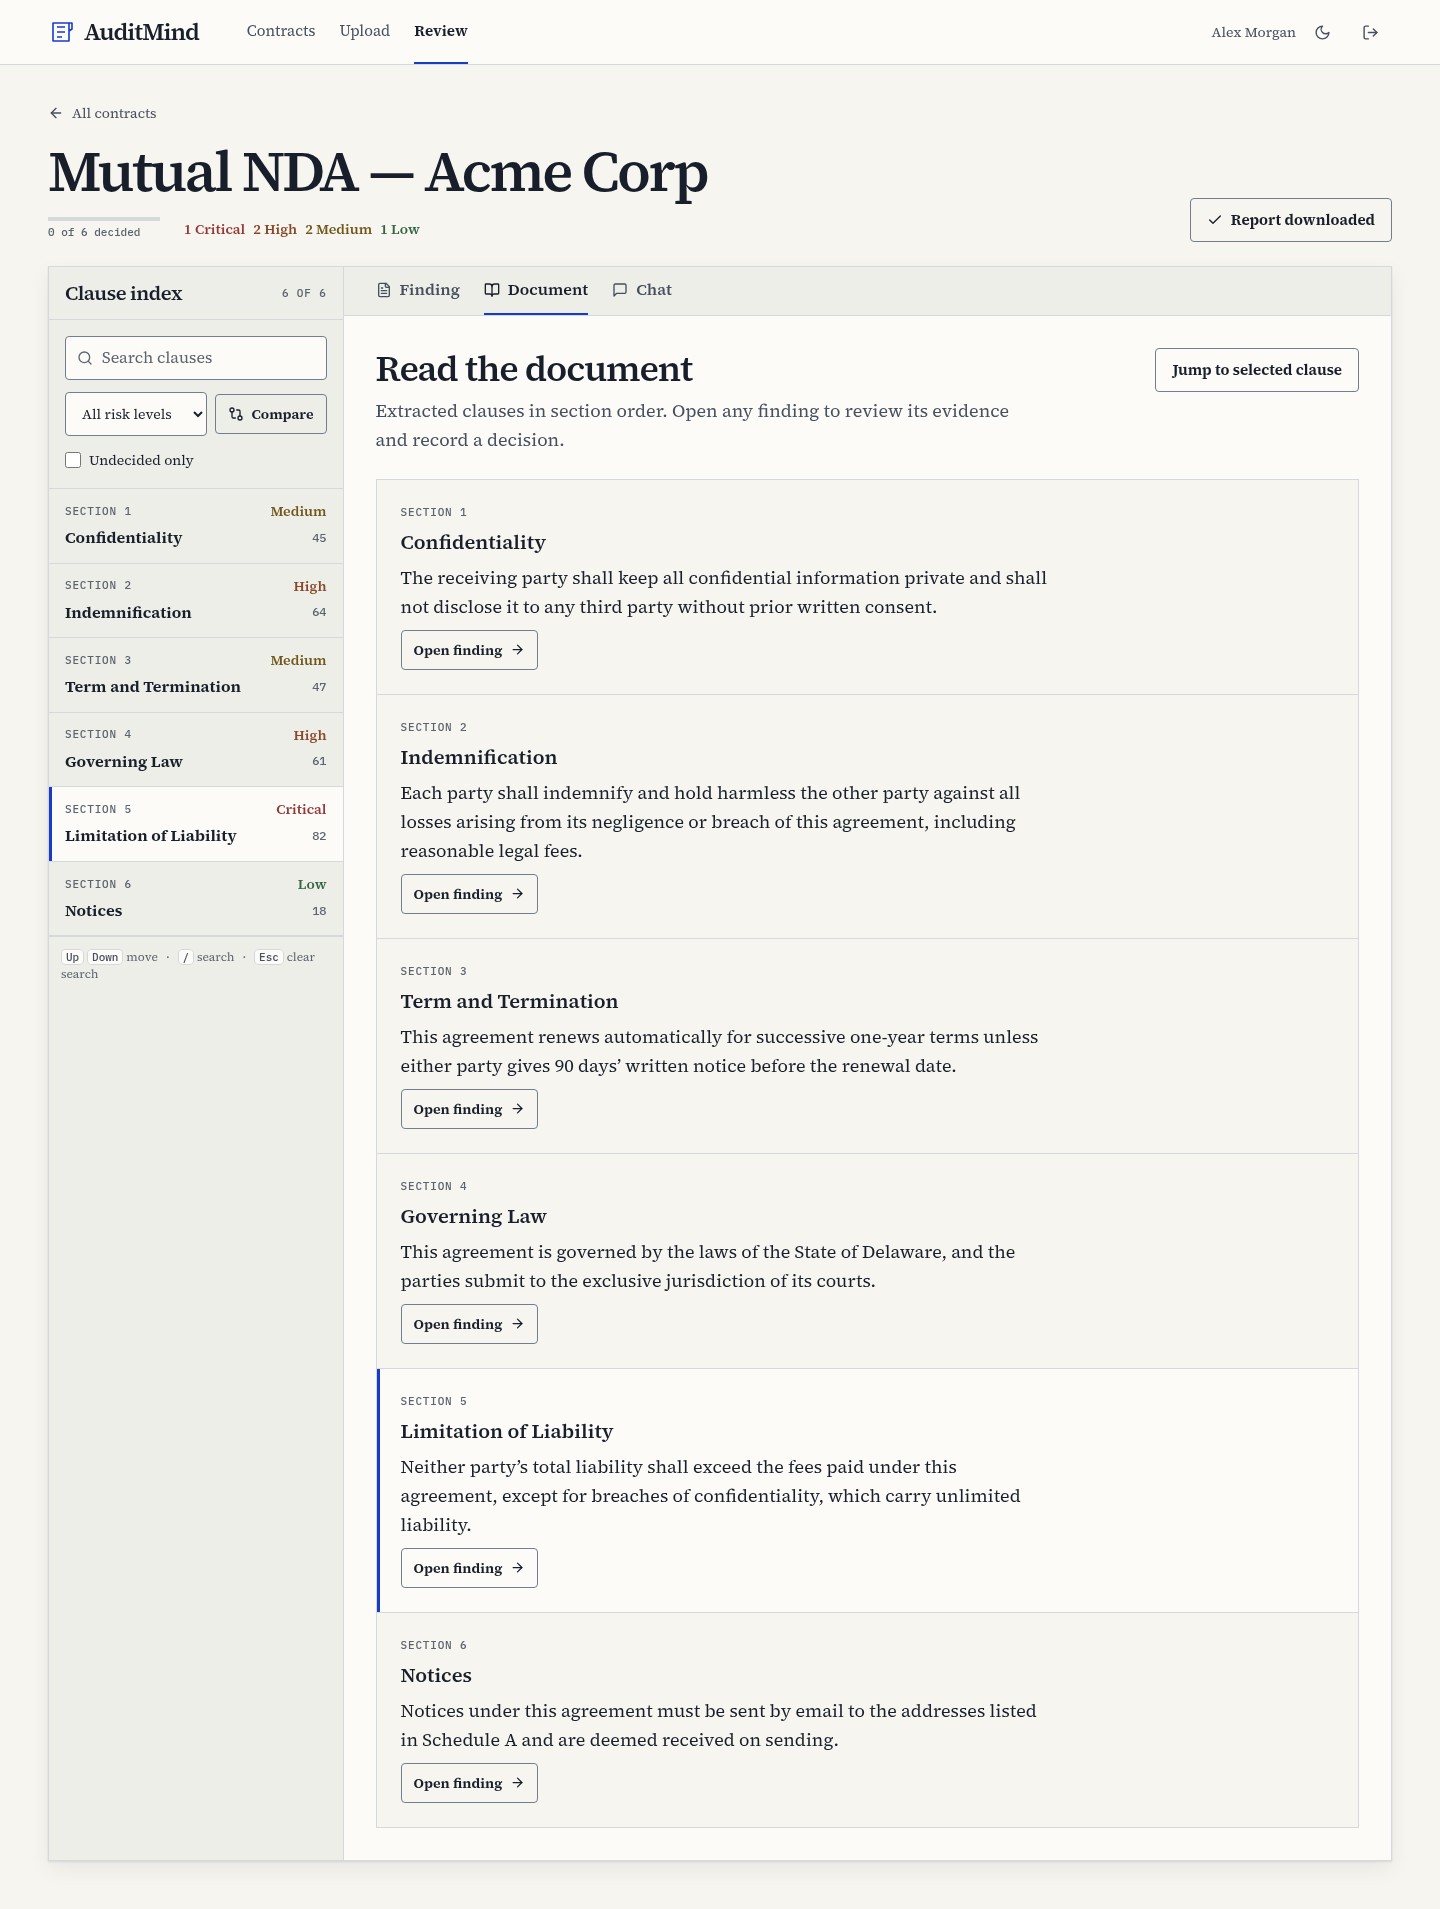 AuditMind
Contracts
Upload
Review
Alex Morgan
All contracts
Mutual NDA — Acme Corp
0 of 6 decided
1 Critical 2 High 2 Medium 1 Low
Report downloaded
Clause index
6 OF 6
Search clauses
All risk levels
Compare
Undecided only
SECTION 1
Medium
Confidentiality
45
SECTION 2
High
Indemnification
64
SECTION 3
Medium
Term and Termination
47
SECTION 4
High
Governing Law
61
SECTION 5
Critical
Limitation of Liability
82
SECTION 6
Low
Notices
18
Up Down move · / search · Esc clear
search
Finding
Document
Chat
Read the document
Jump to selected clause
Extracted clauses in section order. Open any finding to review its evidence
and record a decision.
SECTION 1
Confidentiality
The receiving party shall keep all confidential information private and shall
not disclose it to any third party without prior written consent.
Open finding
SECTION 2
Indemnification
Each party shall indemnify and hold harmless the other party against all
losses arising from its negligence or breach of this agreement, including
reasonable legal fees.
Open finding
SECTION 3
Term and Termination
This agreement renews automatically for successive one-year terms unless
either party gives 90 days’ written notice before the renewal date.
Open finding
SECTION 4
Governing Law
This agreement is governed by the laws of the State of Delaware, and the
parties submit to the exclusive jurisdiction of its courts.
Open finding
SECTION 5
Limitation of Liability
Neither party’s total liability shall exceed the fees paid under this
agreement, except for breaches of confidentiality, which carry unlimited
liability.
Open finding
SECTION 6
Notices
Notices under this agreement must be sent by email to the addresses listed
in Schedule A and are deemed received on sending.
Open finding